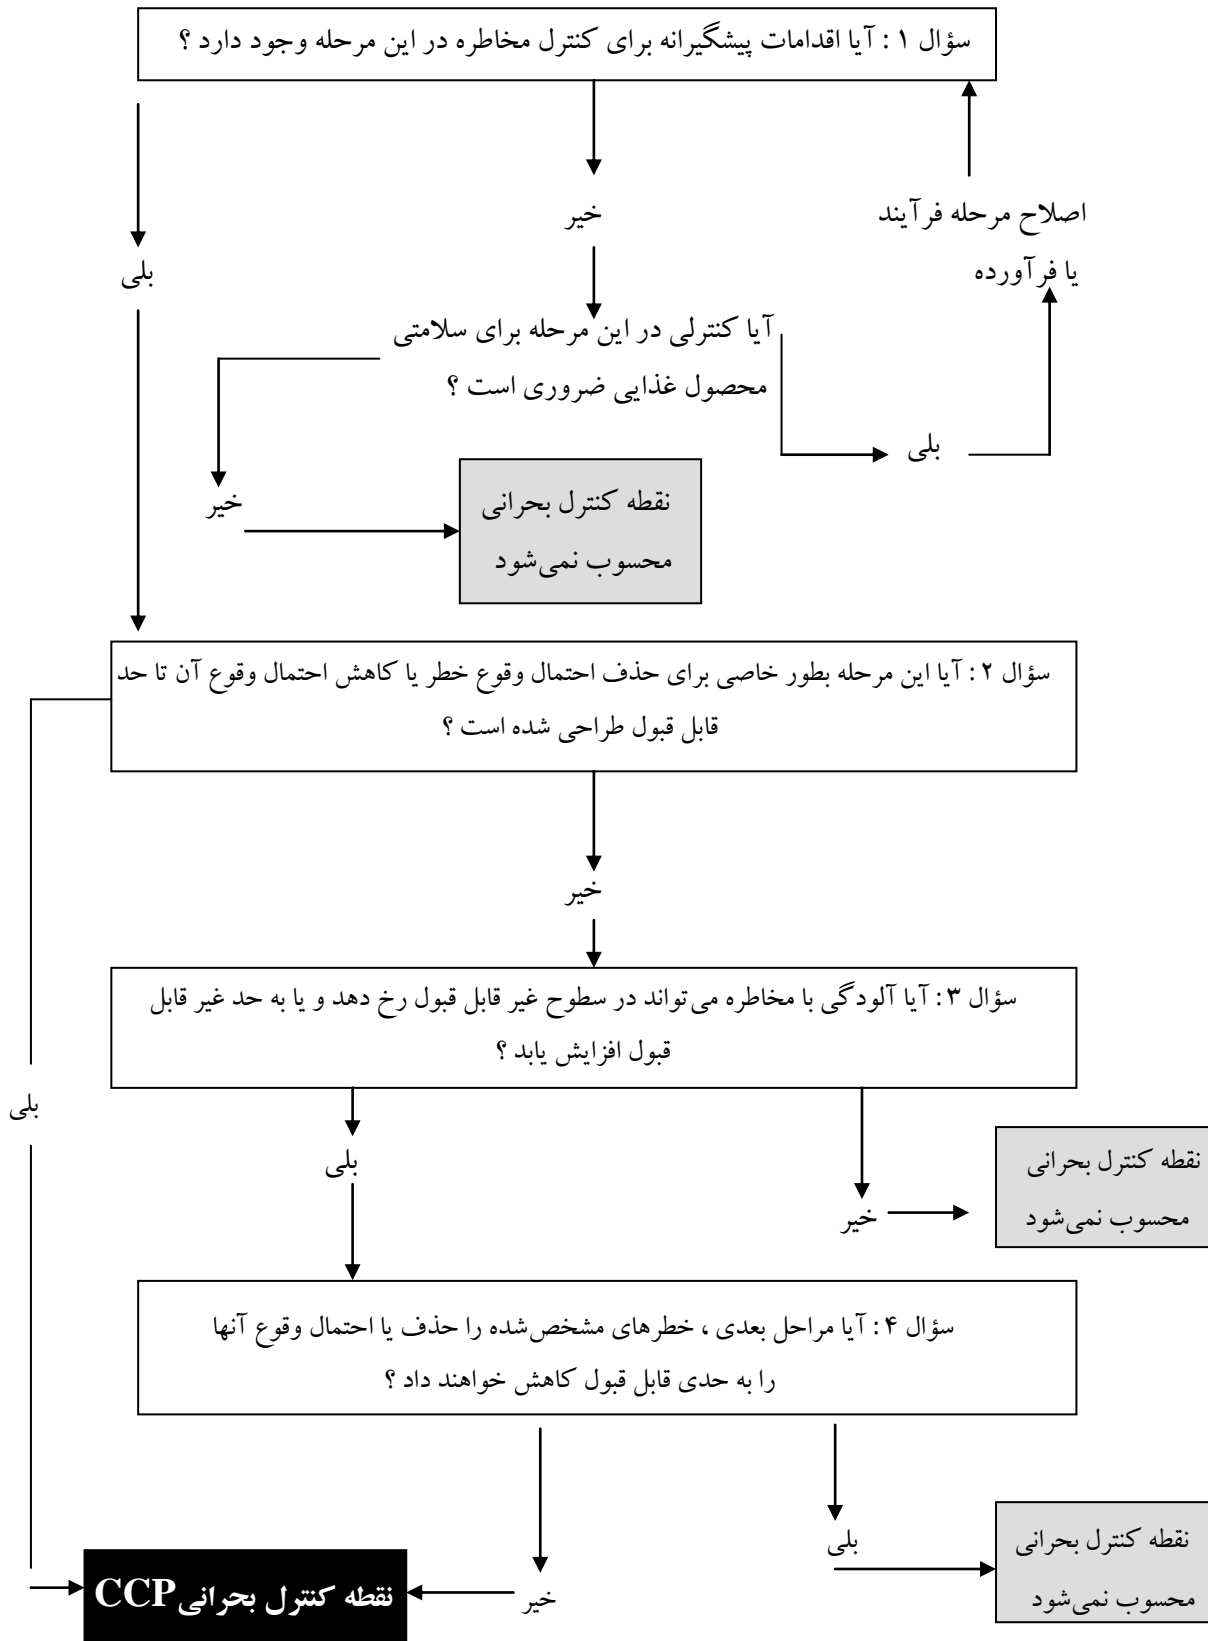 سؤال ۱ : آیا اقدامات پیشگیرانه برای کنترل مخاطره در این مرحله وجود دارد ؟
خیر
اصلاح مرحله فرآیند
یا فرآورده
بلی
آیا کنترلی در این مرحله برای سلامتی
محصول غذایی ضروری است ؟
بلی
خیر
نقطه کنترل بحرانی
محسوب نمی‌شود
سؤال ۲ : آیا این مرحله بطور خاصی برای حذف احتمال وقوع خطر یا کاهش احتمال وقوع آن تا حد
قابل قبول طراحی شده است ؟
خیر
سؤال ۳ : آیا آلودگی با مخاطره می‌تواند در سطوح غیر قابل قبول رخ دهد و یا به حد غیر قابل
قبول افزایش یابد ؟
بلی
بلی
خیر
نقطه کنترل بحرانی
محسوب نمی‌شود
سؤال ۴ : آیا مراحل بعدی ، خطرهای مشخص‌شده را حذف یا احتمال وقوع آنها
را به حدی قابل قبول کاهش خواهند داد ؟
بلی
نقطه کنترل بحرانی
محسوب نمی‌شود
خیر
نقطه کنترل بحرانی CCP